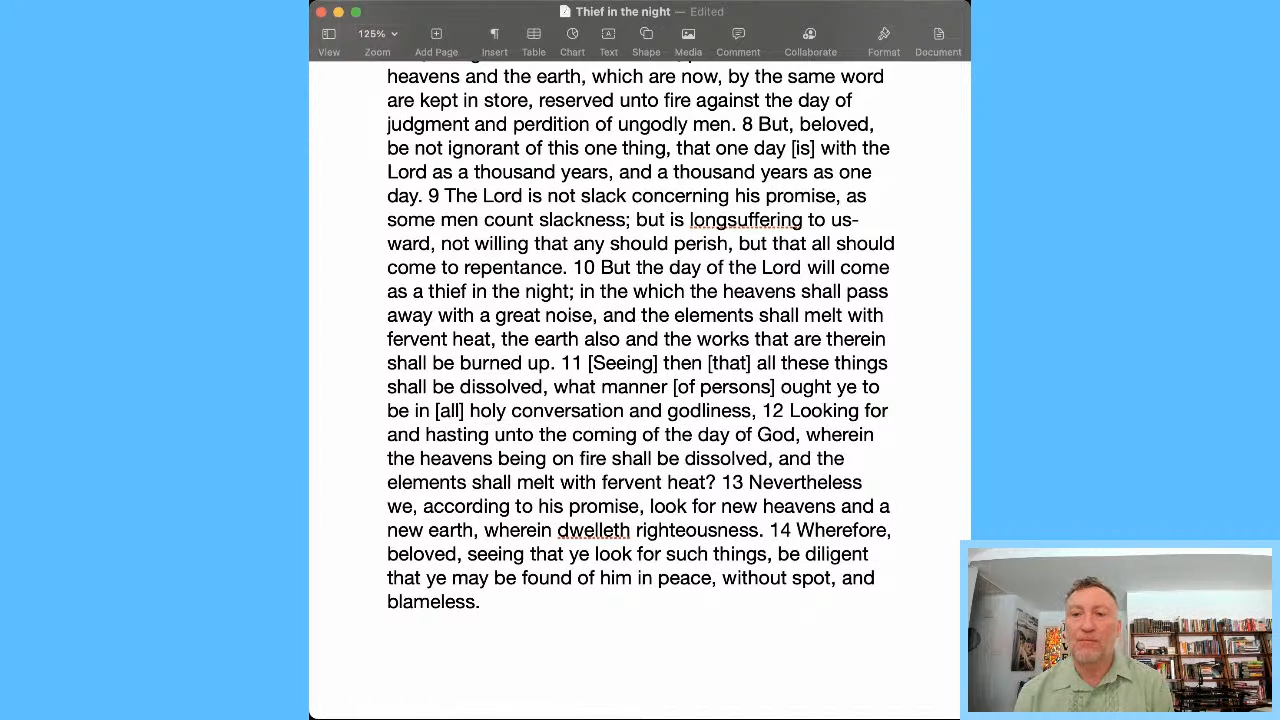 Thief in the night — Edited
125%
View Zoom Add Page Insert Table Chart Text Shape Media Comment Collaborate Format Document
heavens and the earth, which are now, by the same word
are kept in store, reserved unto fire against the day of
judgment and perdition of ungodly men. 8 But, beloved,
be not ignorant of this one thing, that one day [is] with the
Lord as a thousand years, and a thousand years as one
day. 9 The Lord is not slack concerning his promise, as
some men count slackness; but is longsuffering to us-
ward, not willing that any should perish, but that all should
come to repentance. 10 But the day of the Lord will come
as a thief in the night; in the which the heavens shall pass
away with a great noise, and the elements shall melt with
fervent heat, the earth also and the works that are therein
shall be burned up. 11 [Seeing] then [that] all these things
shall be dissolved, what manner [of persons] ought ye to
be in [all] holy conversation and godliness, 12 Looking for
and hasting unto the coming of the day of God, wherein
the heavens being on fire shall be dissolved, and the
elements shall melt with fervent heat? 13 Nevertheless
we, according to his promise, look for new heavens and a
new earth, wherein dwelleth righteousness. 14 Wherefore,
beloved, seeing that ye look for such things, be diligent
that ye may be found of him in peace, without spot, and
blameless.